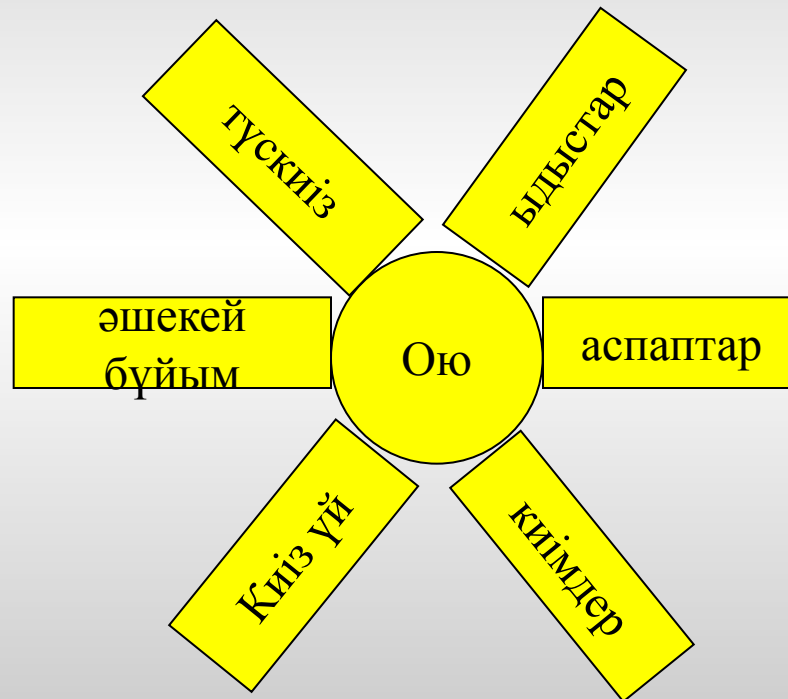 түскиіз
ыдыстар
әшекей
бұйым
Ою
аспаптар
Киіз үй
киімдер